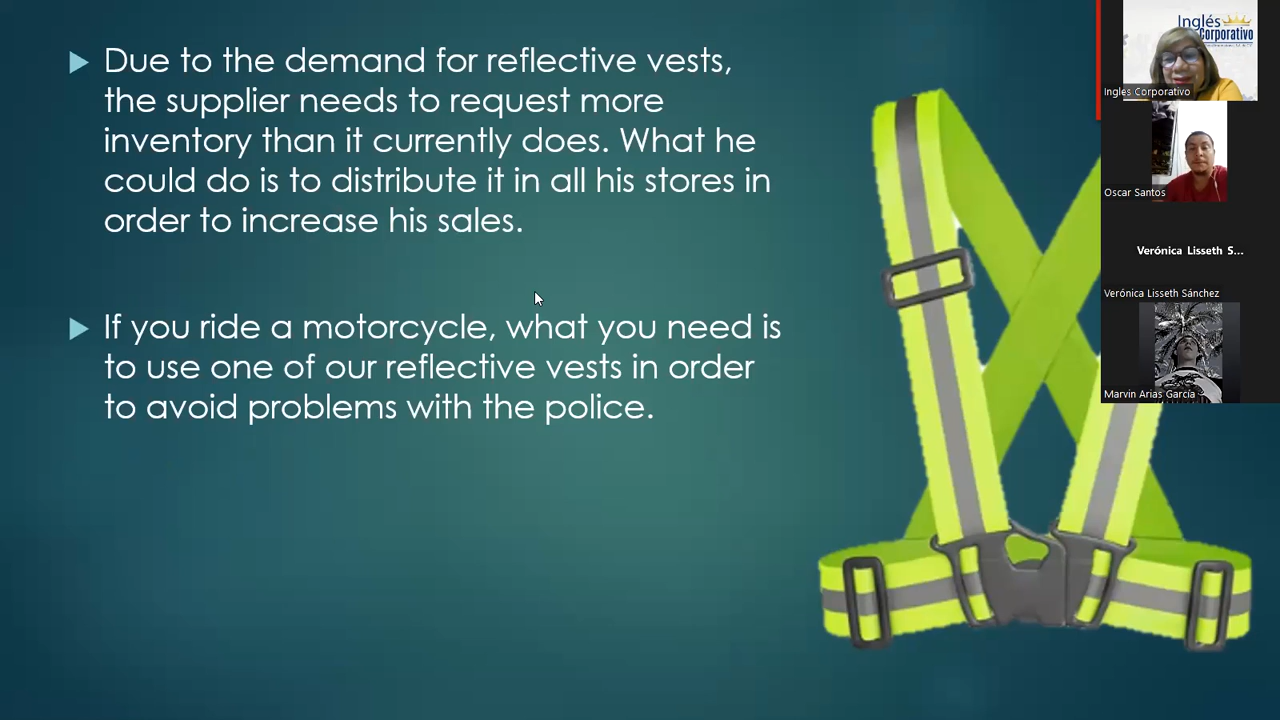 Due to the demand for reflective vests,
the supplier needs to request more
inventory than it currently does. What he
could do is to distribute it in all his stores in
order to increase his sales.
If you ride a motorcycle, what you need is
to use one of our reflective vests in order
to avoid problems with the police.
Inglés
Corporativo
Ingles Corporativo
Oscar Santos
Verónica Lisseth S...
Verónica Lisseth Sánchez
Marvin Arias García